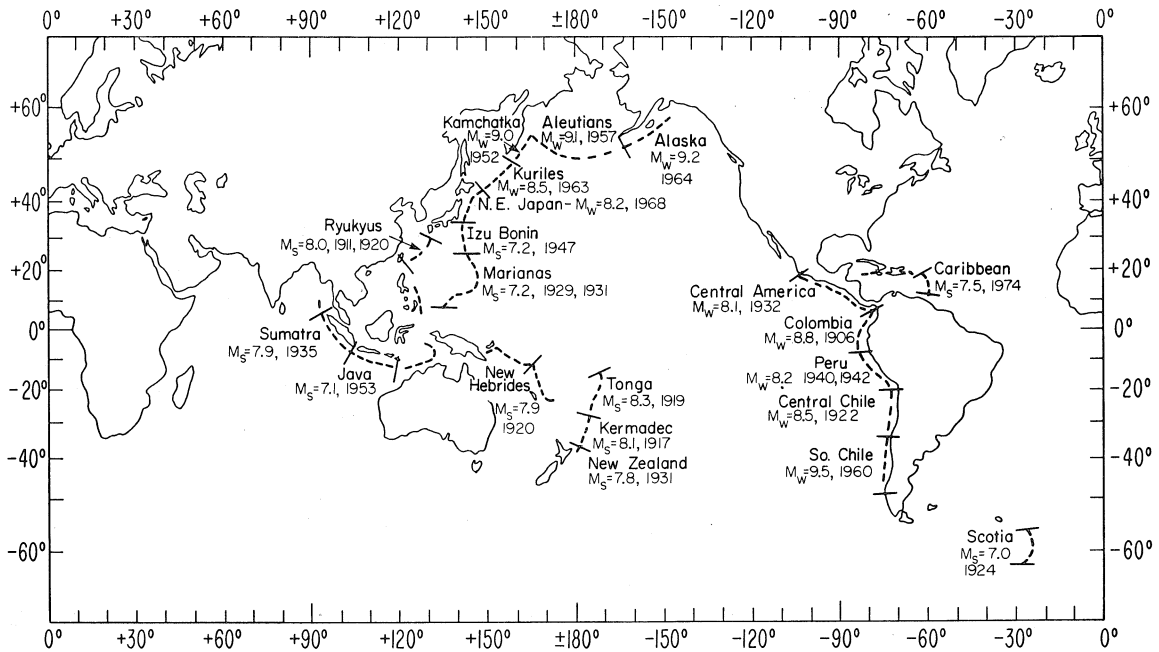 0° +30° +60° +90° +120° +150° ±180° -150° -120° -90° -60° -30° 0°
+60°
+40°
+20°
0°
-20°
-40°
-60°
Kamchatka
Mw=9.0
1952
Aleutians
Mw=9.1, 1957
Alaska
Mw=9.2
1964
Kuriles
Mw=8.5, 1963
N.E. Japan- Mw=8.2, 1968
Ryukyus
Ms=8.0, 1911, 1920
Izu Bonin
Ms=7.2, 1947
Marianas
Ms=7.2, 1929, 1931
Sumatra
Ms=7.9, 1935
Java
Ms=7.1, 1953
New
Hebrides
Ms=7.9
1920
Tonga
Ms=8.3, 1919
Kermadec
Ms=8.1, 1917
New Zealand
Ms=7.8, 1931
Central America
Mw=8.1, 1932
Caribbean
Ms=7.5, 1974
Colombia
Mw=8.8, 1906
Peru
Mw=8.2 1940,1942
Central Chile
Mw=8.5, 1922
So. Chile
Mw=9.5, 1960
Scotia
Ms=7.0
1924
+60°
+40°
+20°
0°
-20°
-40°
-60°
0° +30° +60° +90° +120° +150° ±180° -150° -120° -90° -60° -30° 0°